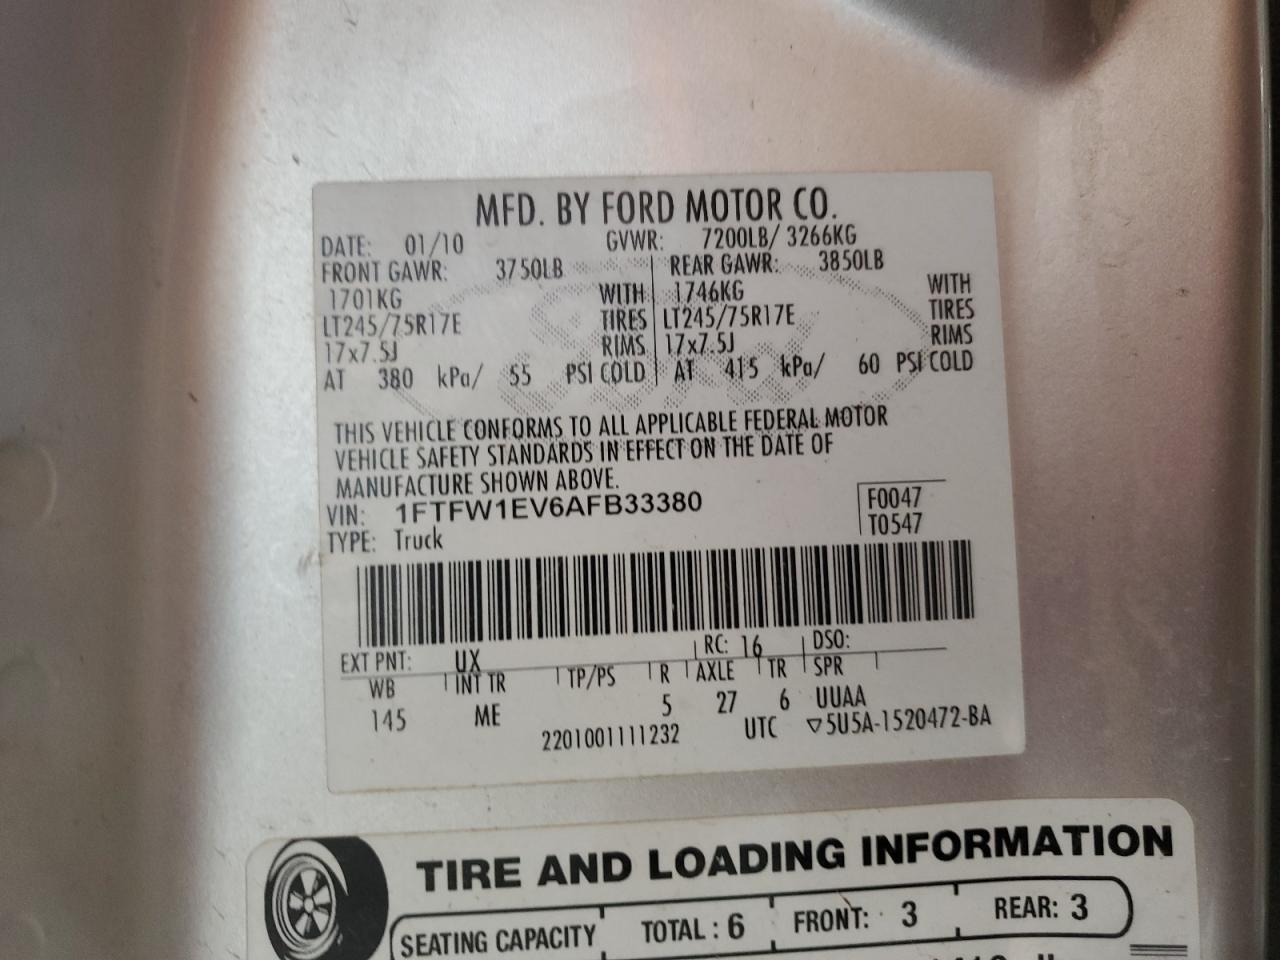 MFD. BY FORD MOTOR CO.
DATE: 01/10 GVWR: 7200LB/ 3266KG
FRONT GAWR: 3750LB REAR GAWR: 3850LB
1701KG WITH 1746KG WITH
LT245/75R17E TIRES LT245/75R17E TIRES
17x7.5J RIMS 17x7.5J RIMS
AT 380 kPa/ 55 PSI COLD AT 415 kPa/ 60 PSI COLD
THIS VEHICLE CONFORMS TO ALL APPLICABLE FEDERAL MOTOR
VEHICLE SAFETY STANDARDS IN EFFECT ON THE DATE OF
MANUFACTURE SHOWN ABOVE.
VIN: 1FTFW1EV6AFB33380 F0047
TYPE: Truck T0547
EXT PNT: UX RC: 16 DSO:
WB INT TR TP/PS R AXLE TR SPR
145 ME 5 27 6 UUAA
2201001111232 UTC ▽5U5A-1520472-BA
TIRE AND LOADING INFORMATION
SEATING CAPACITY TOTAL : 6 FRONT: 3 REAR: 3